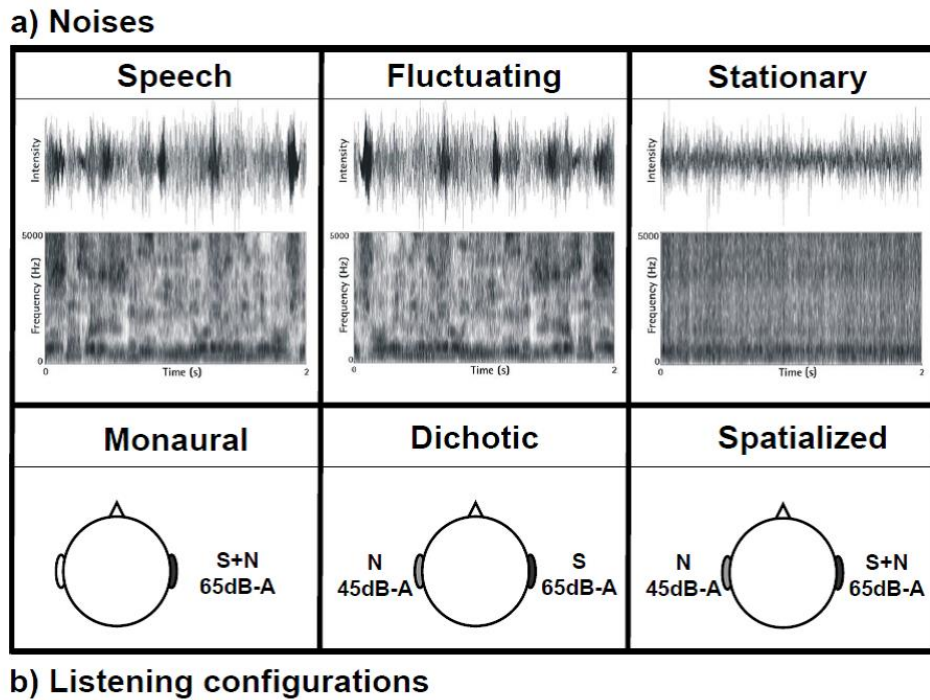 a) Noises
Speech
Fluctuating
Stationary
Intensity
Intensity
Intensity
5000
Frequency (Hz)
0
0
Time (s)
2
5000
Frequency (Hz)
0
0
Time (s)
2
5000
Frequency (Hz)
0
0
Time (s)
2
Monaural
Dichotic
Spatialized
S+N
65dB-A
N
45dB-A
S
65dB-A
N
45dB-A
S+N
65dB-A
b) Listening configurations